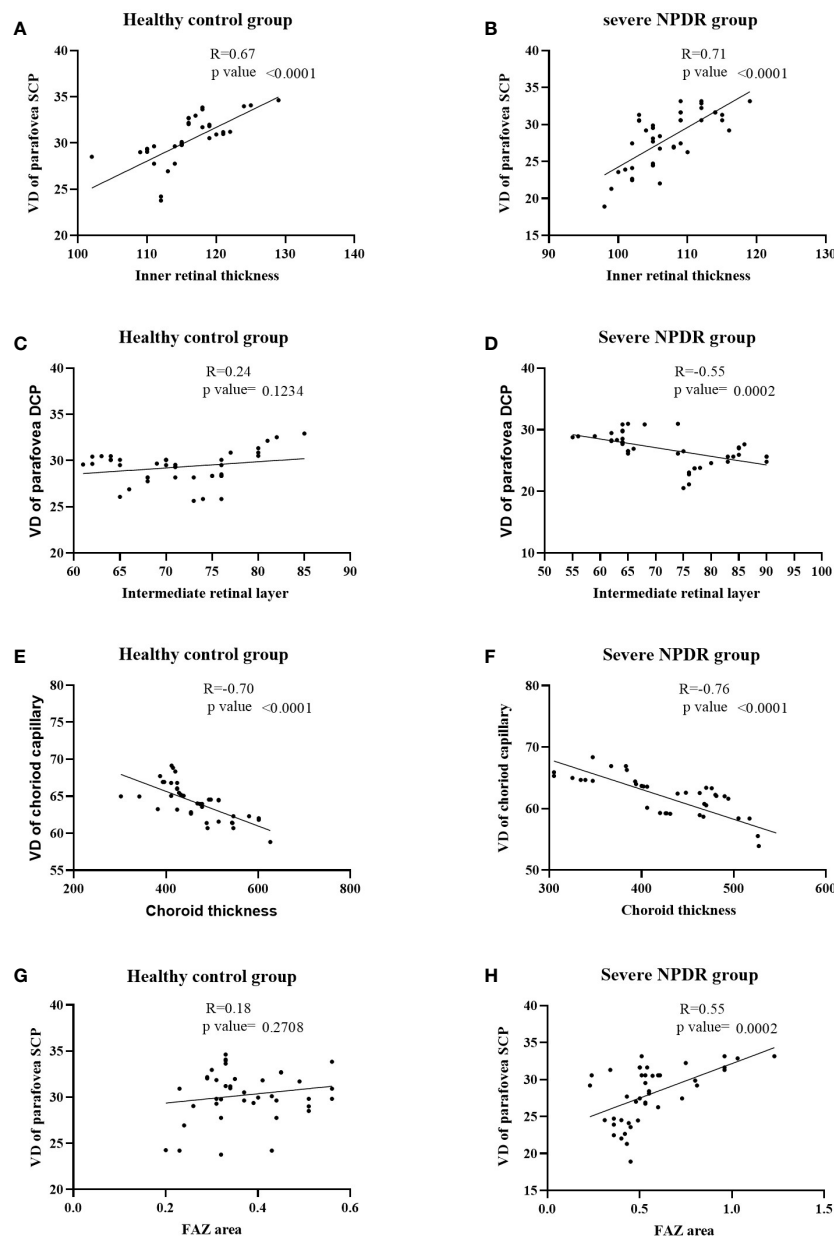 A
Healthy control group
R=0.67
p value <0.0001
VD of parafovea SCP
40
35
30
25
20
100 110 120 130 140
Inner retinal thickness
B
severe NPDR group
R=0.71
p value <0.0001
VD of parafovea SCP
40
35
30
25
20
15
90 100 110 120 130
Inner retinal thickness
C
Healthy control group
R=0.24
p value= 0.1234
VD of parafovea DCP
40
35
30
25
20
60 65 70 75 80 85 90
Intermediate retinal layer
D
Severe NPDR group
R=-0.55
p value= 0.0002
VD of parafovea DCP
40
30
20
10
50 55 60 65 70 75 80 85 90 95 100
Intermediate retinal layer
E
Healthy control group
R=-0.70
p value <0.0001
VD of choriod capillary
80
75
70
65
60
55
200 400 600 800
Choroid thickness
F
Severe NPDR group
R=-0.76
p value <0.0001
VD of choriod capillary
80
70
60
50
300 400 500 600
Choroid thickness
G
Healthy control group
R=0.18
p value= 0.2708
VD of parafovea SCP
40
35
30
25
20
0.0 0.2 0.4 0.6
FAZ area
H
Severe NPDR group
R=0.55
p value= 0.0002
VD of parafovea SCP
40
35
30
25
20
15
0.0 0.5 1.0 1.5
FAZ area